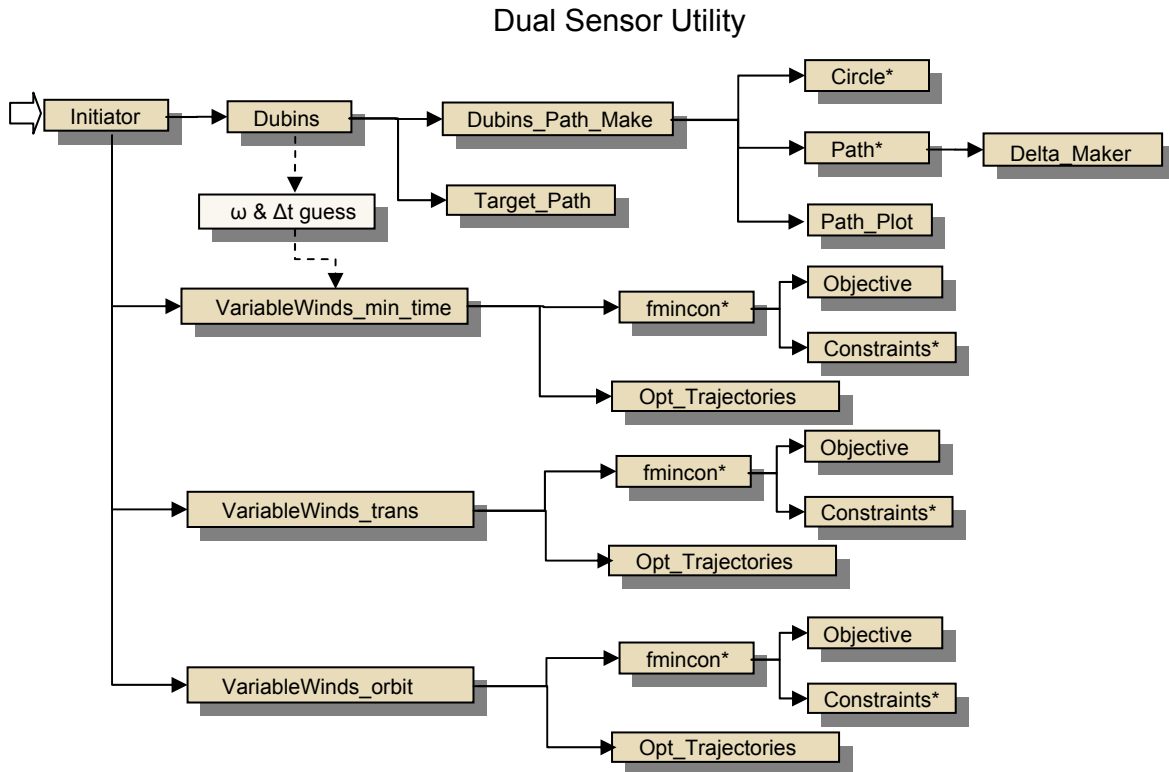 Dual Sensor Utility
Circle*
Initiator
Dubins
Dubins_Path_Make
Path*
Delta_Maker
Target_Path
ω & Δt guess
Path_Plot
VariableWinds_min_time
fmincon*
Objective
Constraints*
Opt_Trajectories
VariableWinds_trans
fmincon*
Objective
Constraints*
Opt_Trajectories
VariableWinds_orbit
fmincon*
Objective
Constraints*
Opt_Trajectories